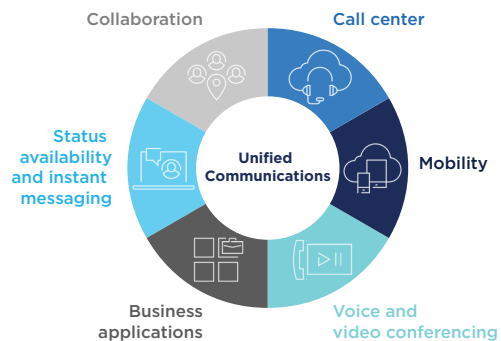 Collaboration
Call center
Status
availability
and instant
messaging
Unified
Communications
Mobility
Business
applications
Voice and
video conferencing